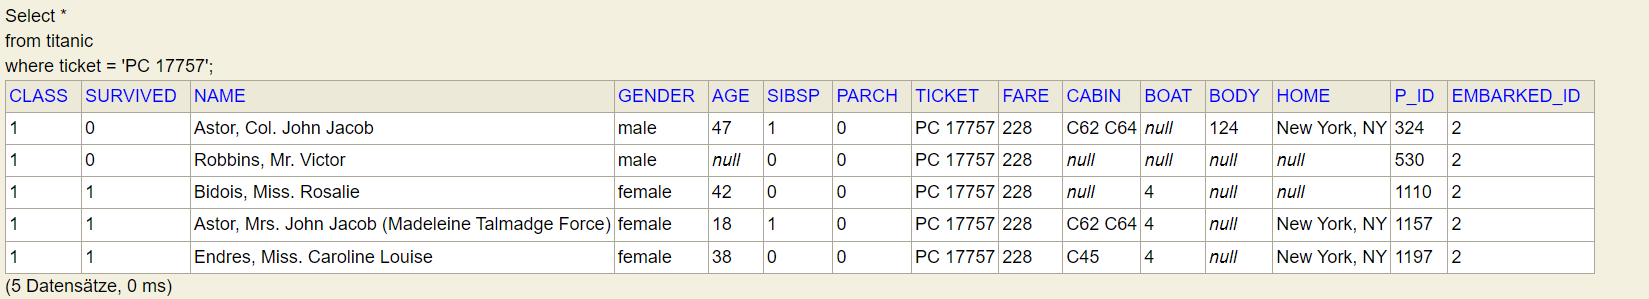 Select *
from titanic
where ticket = 'PC 17757';
CLASS SURVIVED NAME GENDER AGE SIBSP PARCH TICKET FARE CABIN BOAT BODY HOME P_ID EMBARKED_ID
1 0 Astor, Col. John Jacob male 47 1 0 PC 17757 228 C62 C64 null 124 New York, NY 324 2
1 0 Robbins, Mr. Victor male null 0 0 PC 17757 228 null null null null 530 2
1 1 Bidois, Miss. Rosalie female 42 0 0 PC 17757 228 null 4 null null 1110 2
1 1 Astor, Mrs. John Jacob (Madeleine Talmadge Force) female 18 1 0 PC 17757 228 C62 C64 4 null New York, NY 1157 2
1 1 Endres, Miss. Caroline Louise female 38 0 0 PC 17757 228 C45 4 null New York, NY 1197 2
(5 Datensätze, 0 ms)